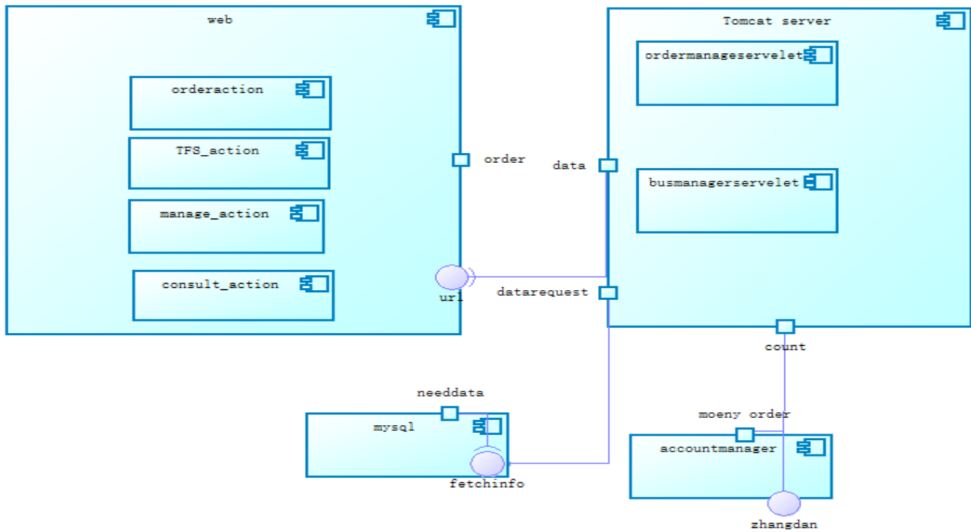 web
Tomcat server
ordermanageservelet
orderaction
TFS_action
order
data
busmanagerservelet
manage_action
consult_action
url
datarequest
count
needdata
moeny order
mysql
accountmanager
fetchinfo
zhangdan